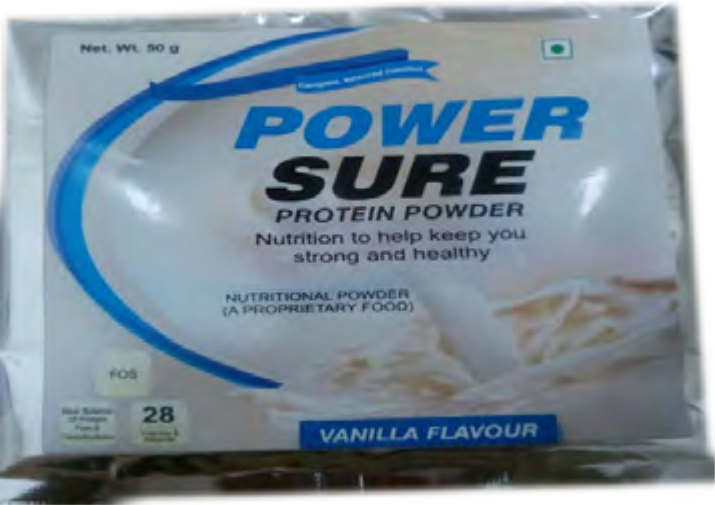 Net. Wt. 50 g
POWER
SURE
PROTEIN POWDER
Nutrition to help keep you
strong and healthy
NUTRITIONAL POWDER
(A PROPRIETARY FOOD)
FOS
28
VANILLA FLAVOUR